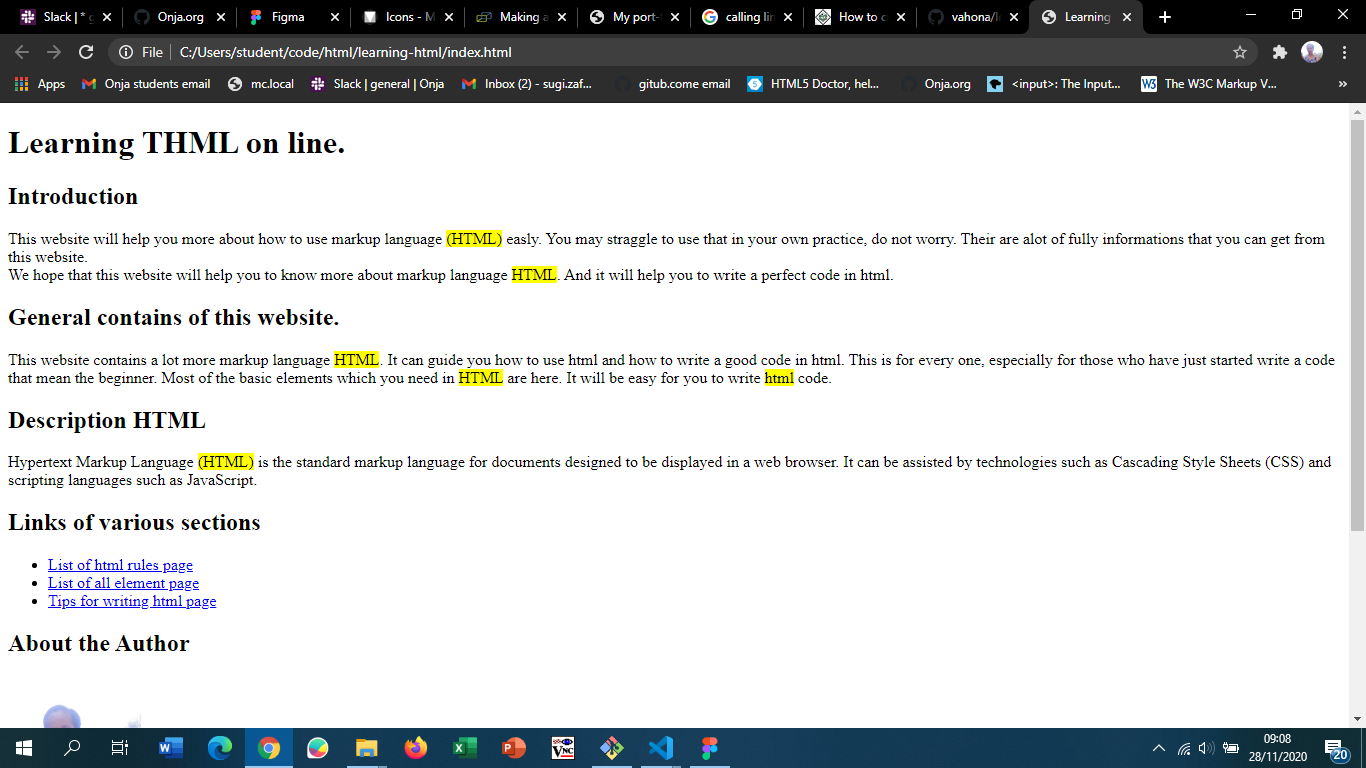 Slack | * g
Onja.org
Figma
Icons - M
Making a
My port-f
calling lin
How to c
vahona/le
Learning
File
C:/Users/student/code/html/learning-html/index.html
Apps
Onja students email
mc.local
Slack | general | Onja
Inbox (2) - sugi.zaf...
gitub.come email
HTML5 Doctor, hel...
Onja.org
<input>: The Input...
The W3C Markup V...
»
Learning THML on line.
Introduction
This website will help you more about how to use markup language (HTML) easly. You may straggle to use that in your own practice, do not worry. Their are alot of fully informations that you can get from
this website.
We hope that this website will help you to know more about markup language HTML. And it will help you to write a perfect code in html.
General contains of this website.
This website contains a lot more markup language HTML. It can guide you how to use html and how to write a good code in html. This is for every one, especially for those who have just started write a code
that mean the beginner. Most of the basic elements which you need in HTML are here. It will be easy for you to write html code.
Description HTML
Hypertext Markup Language (HTML) is the standard markup language for documents designed to be displayed in a web browser. It can be assisted by technologies such as Cascading Style Sheets (CSS) and
scripting languages such as JavaScript.
Links of various sections
List of html rules page
List of all element page
Tips for writing html page
About the Author
09:08
28/11/2020
20